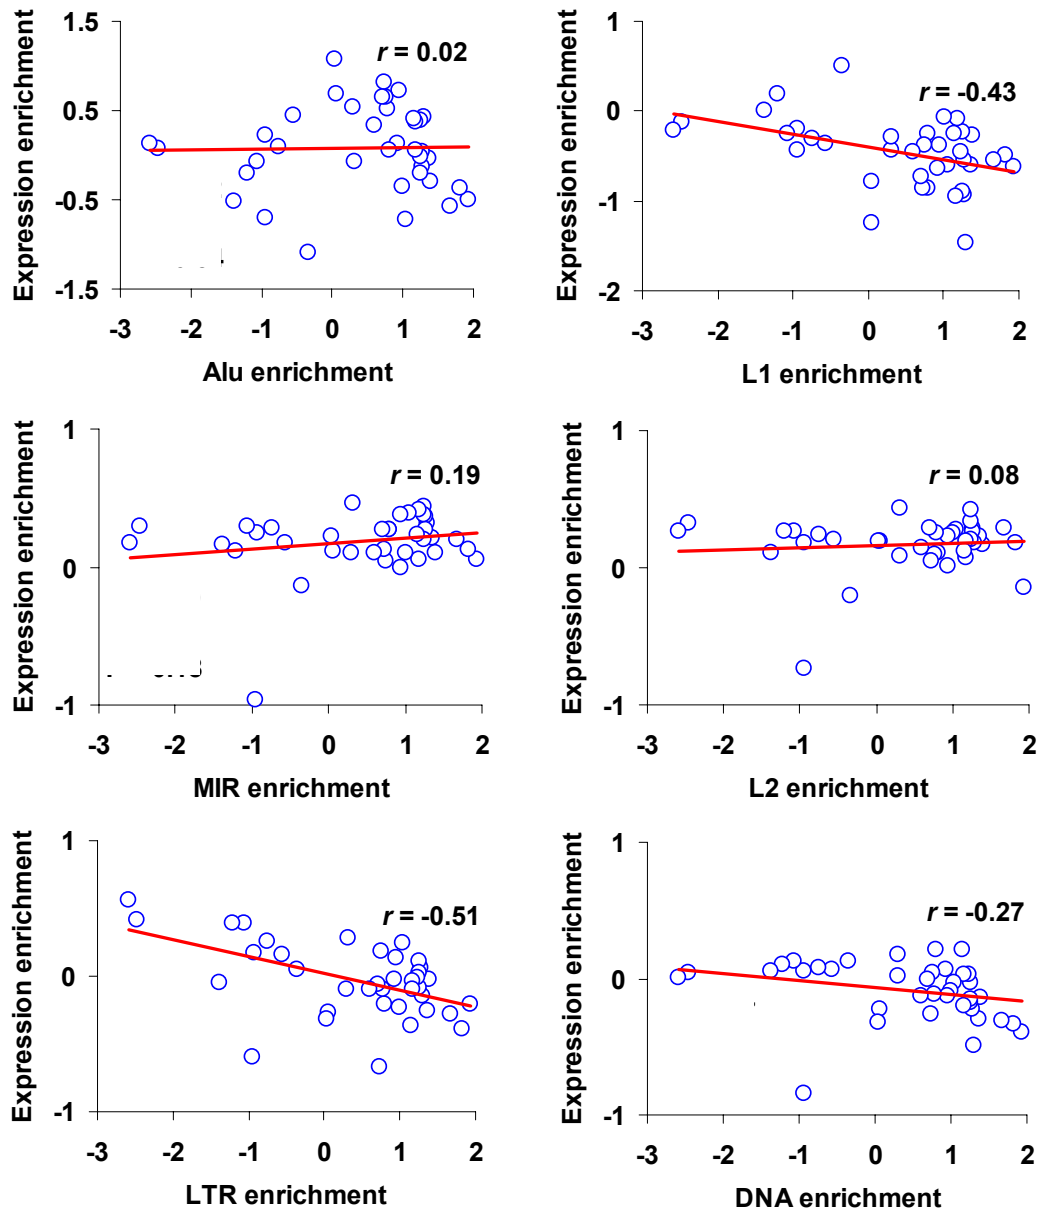 Expression enrichment
1.5
0.5
-0.5
-1.5
r = 0.02
-3 -2 -1 0 1 2
Alu enrichment
Expression enrichment
1
0
-1
-2
r = -0.43
-3 -2 -1 0 1 2
L1 enrichment
Expression enrichment
1
0
-1
r = 0.19
-3 -2 -1 0 1 2
MIR enrichment
Expression enrichment
1
0
-1
r = 0.08
-3 -2 -1 0 1 2
L2 enrichment
Expression enrichment
1
0
-1
r = -0.51
-3 -2 -1 0 1 2
LTR enrichment
Expression enrichment
1
0
-1
r = -0.27
-3 -2 -1 0 1 2
DNA enrichment